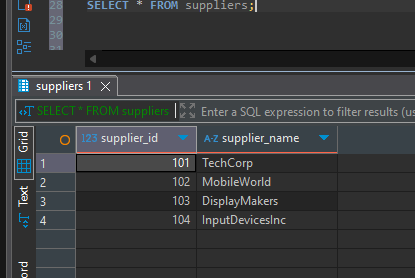 28
SELECT * FROM suppliers;
29
30
31
suppliers 1
SELECT * FROM suppliers
Enter a SQL expression to filter results (us
Grid
123 supplier_id
A-Z supplier_name
1 101 TechCorp
2 102 MobileWorld
3 103 DisplayMakers
4 104 InputDevicesInc
Text